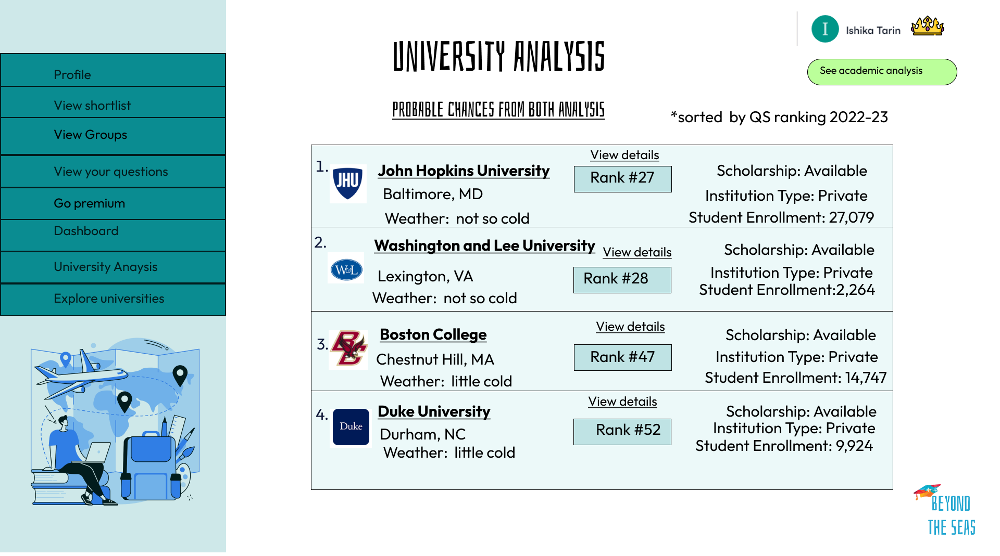 I
Ishika Tarin
UNIVERSITY ANALYSIS
See academic analysis
PROBABLE CHANCES FROM BOTH ANALYSIS
*sorted by QS ranking 2022-23
Profile
View shortlist
View Groups
View your questions
Go premium
Dashboard
University Anaysis
Explore universities
1.
JHU
John Hopkins University
Baltimore, MD
Weather: not so cold
View details
Rank #27
Scholarship: Available
Institution Type: Private
Student Enrollment: 27,079
2.
W&L
Washington and Lee University
Lexington, VA
Weather: not so cold
View details
Rank #28
Scholarship: Available
Institution Type: Private
Student Enrollment:2,264
3.
BC
Boston College
Chestnut Hill, MA
Weather: little cold
View details
Rank #47
Scholarship: Available
Institution Type: Private
Student Enrollment: 14,747
4.
Duke
Duke University
Durham, NC
Weather: little cold
View details
Rank #52
Scholarship: Available
Institution Type: Private
Student Enrollment: 9,924
BEYOND
THE SEAS